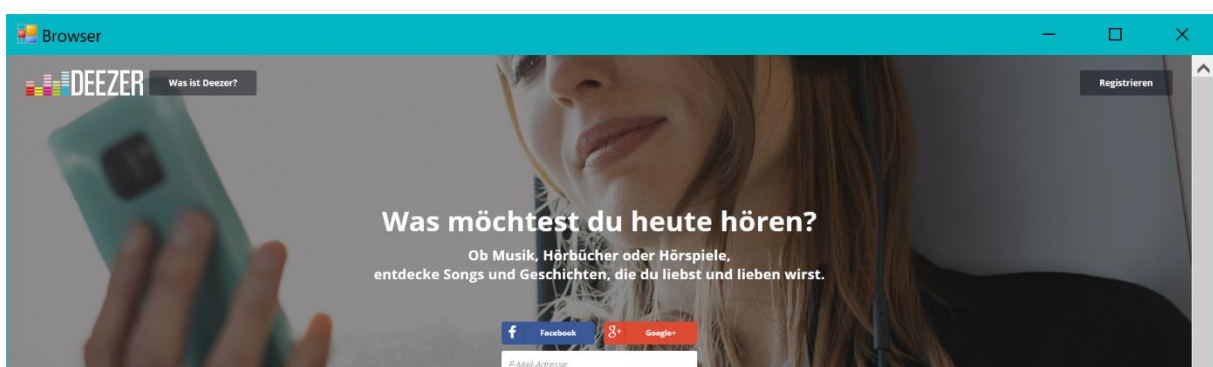 Browser
DEEZER
Was ist Deezer?
Registrieren
Was möchtest du heute hören?
Ob Musik, Hörbücher oder Hörspiele,
entdecke Songs und Geschichten, die du liebst und lieben wirst.
f Facebook
8+ Google+
E-Mail-Adresse